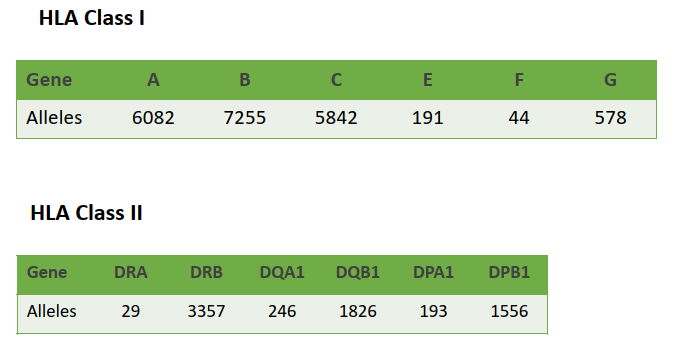 HLA Class I
Gene A B C E F G
Alleles 6082 7255 5842 191 44 578
HLA Class II
Gene DRA DRB DQA1 DQB1 DPA1 DPB1
Alleles 29 3357 246 1826 193 1556